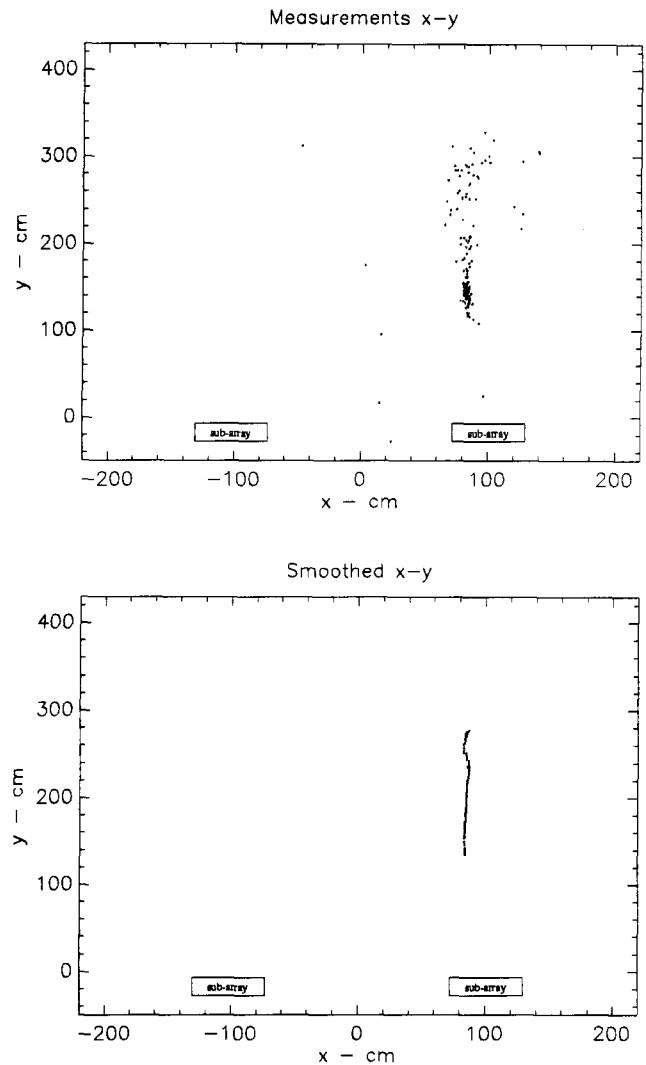 Measurements x-y
400
300
200
100
0
y - cm
sub-array sub-array
-200 -100 0 100 200
x - cm
Smoothed x-y
400
300
200
100
0
y - cm
sub-array sub-array
-200 -100 0 100 200
x - cm